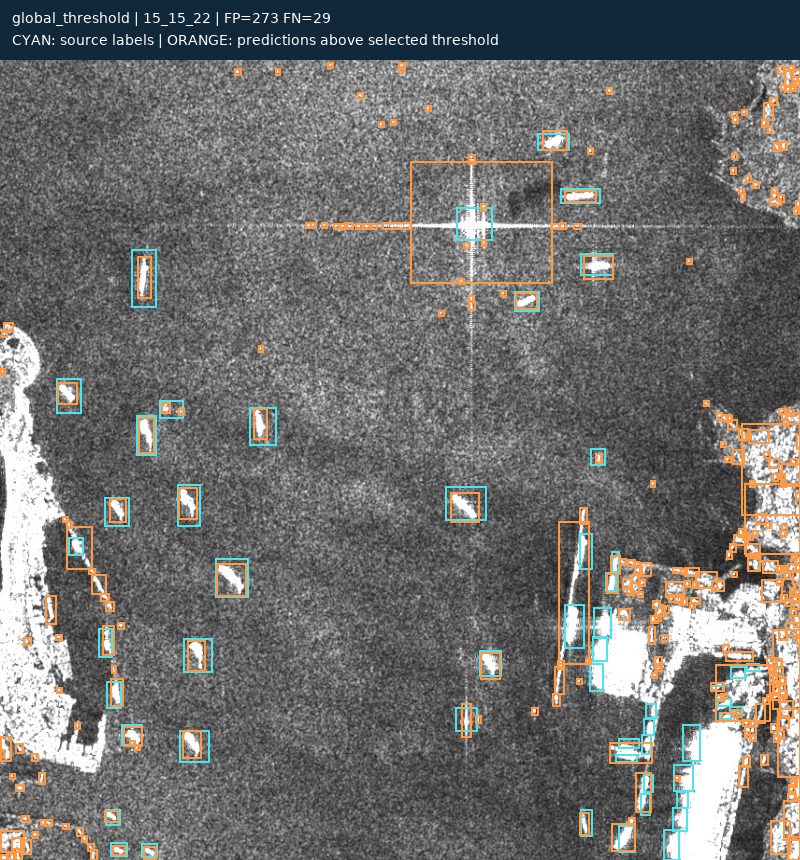 global_threshold | 15_15_22 | FP=273 FN=29
CYAN: source labels | ORANGE: predictions above selected threshold